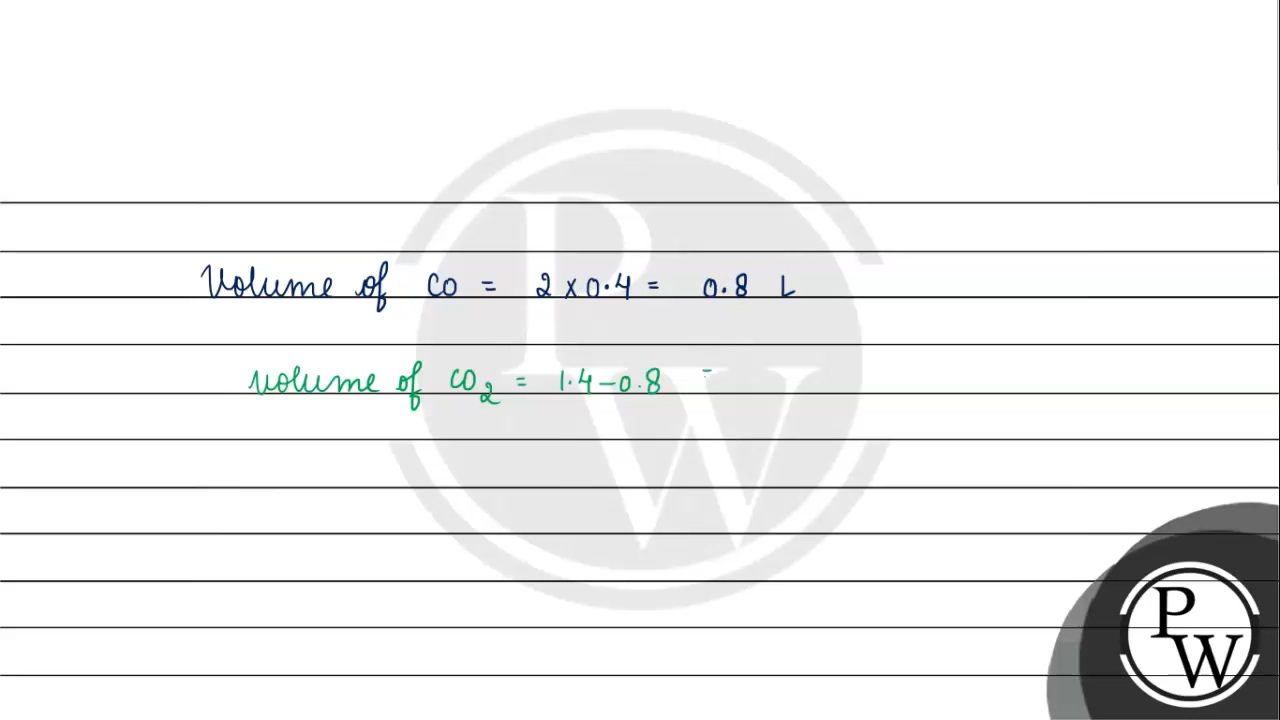 Volume of CO = 2 × 0.4 = 0.8 L
volume of CO₂ = 1.4 - 0.8 =
P
W
P
W